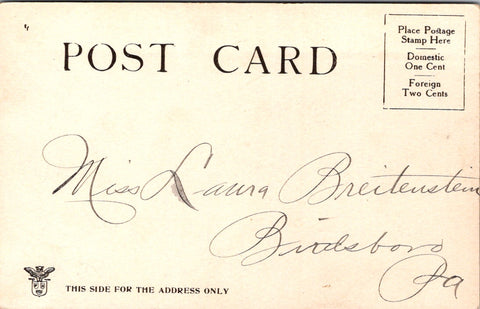 POST CARD
Place Postage
Stamp Here
Domestic
One Cent
Foreign
Two Cents
Miss Laura Breitenstein
Birdsboro
Pa
THIS SIDE FOR THE ADDRESS ONLY